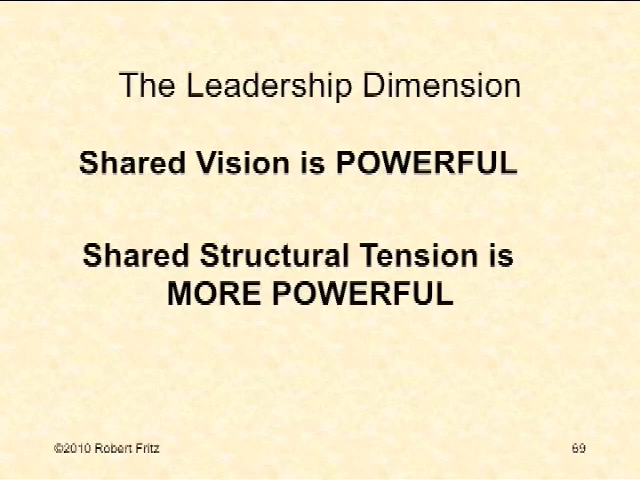 The Leadership Dimension
Shared Vision is POWERFUL
Shared Structural Tension is
MORE POWERFUL
©2010 Robert Fritz
69